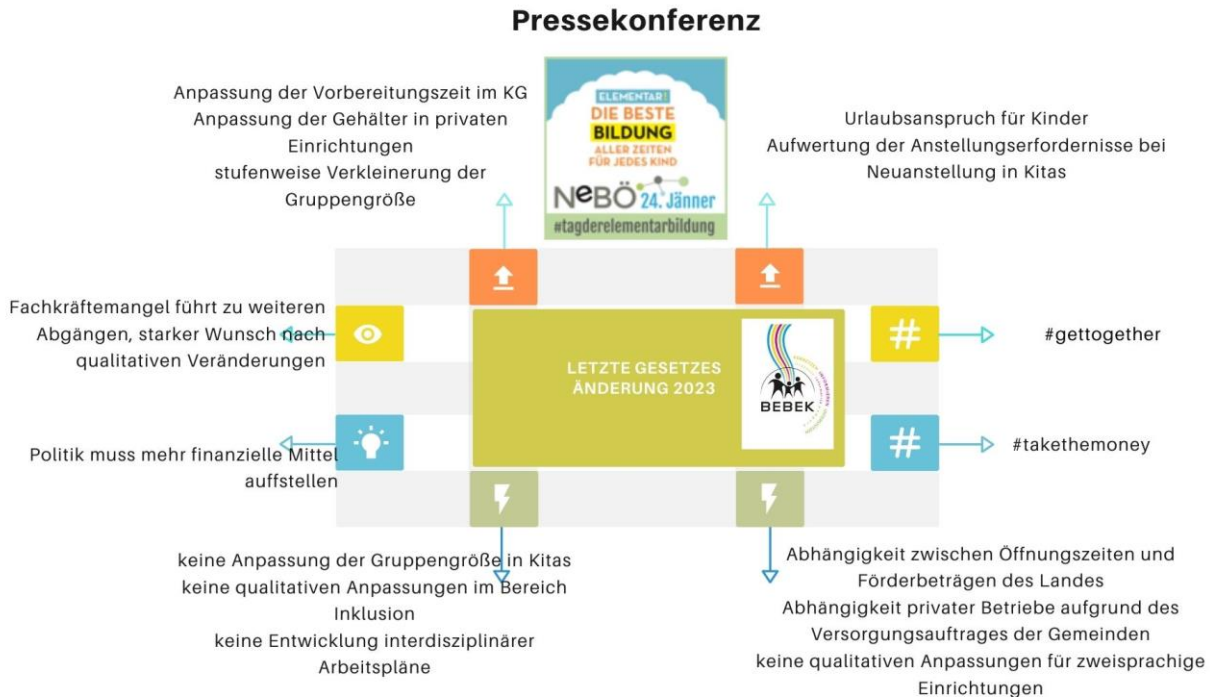 Pressekonferenz
Anpassung der Vorbereitungszeit im KG
Anpassung der Gehälter in privaten
Einrichtungen
stufenweise Verkleinerung der
Gruppengröße
ELEMENTAR!
DIE BESTE
BILDUNG
ALLER ZEITEN
FÜR JEDES KIND
NeBÖ 24. Jänner
#tagderelementarbildung
Urlaubsanspruch für Kinder
Aufwertung der Anstellungserfordernisse bei
Neuanstellung in Kitas
Fachkräftemangel führt zu weiteren
Abgängen, starker Wunsch nach
qualitativen Veränderungen
LETZTE GESETZES
ÄNDERUNG 2023
BEBEK
#gettogether
Politik muss mehr finanzielle Mittel
auffstellen
#takethemoney
keine Anpassung der Gruppengröße in Kitas
keine qualitativen Anpassungen im Bereich
Inklusion
keine Entwicklung interdisziplinärer
Arbeitspläne
Abhängigkeit zwischen Öffnungszeiten und
Förderbeträgen des Landes
Abhängigkeit privater Betriebe aufgrund des
Versorgungsauftrages der Gemeinden
keine qualitativen Anpassungen für zweisprachige
Einrichtungen